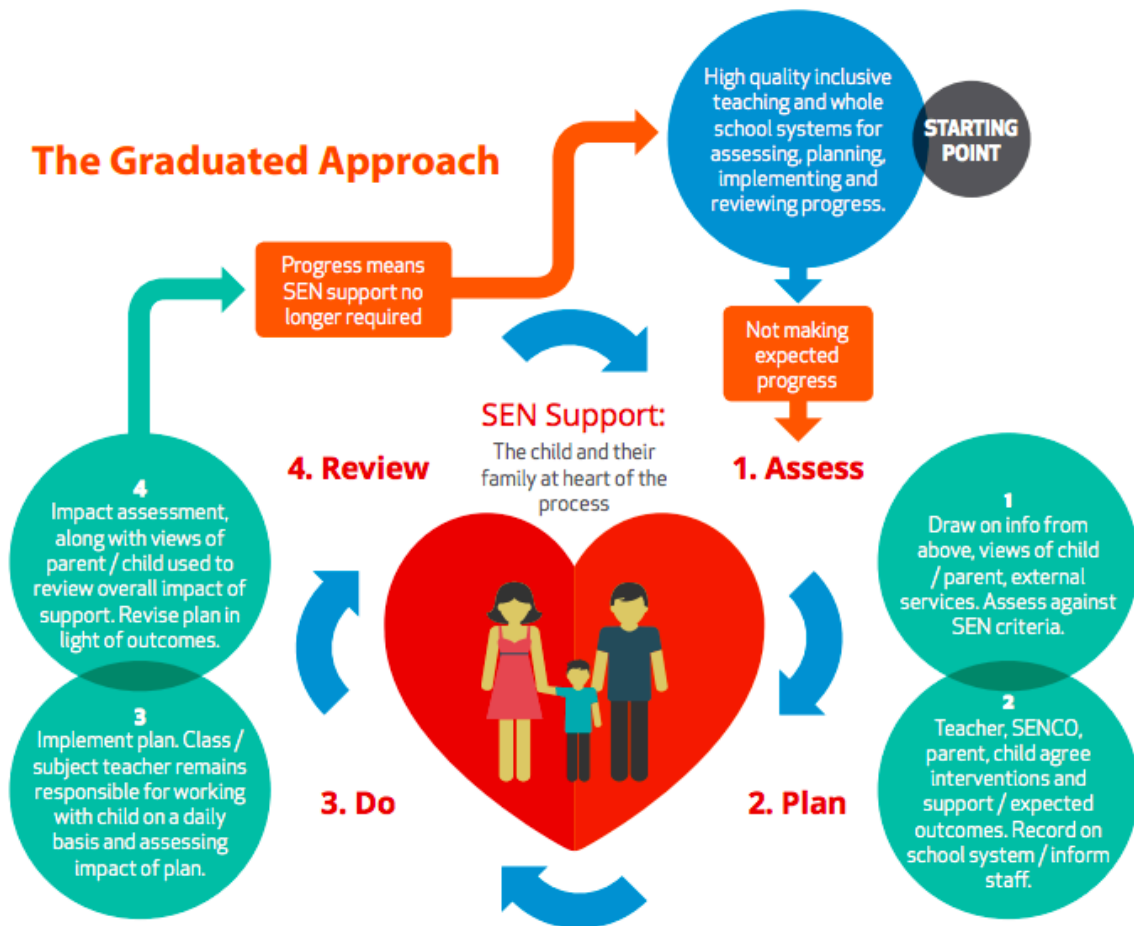 The Graduated Approach
High quality inclusive
teaching and whole
school systems for
assessing, planning,
implementing and
reviewing progress.
STARTING
POINT
Progress means
SEN support no
longer required
Not making
expected
progress
SEN Support:
The child and their
family at heart of the
process
1. Assess
1
Draw on info from
above, views of child
/ parent, external
services. Assess against
SEN criteria.
2. Plan
2
Teacher, SENCO,
parent, child agree
interventions and
support / expected
outcomes. Record on
school system / inform
staff.
3. Do
3
Implement plan. Class /
subject teacher remains
responsible for working
with child on a daily
basis and assessing
impact of plan.
4. Review
4
Impact assessment,
along with views of
parent / child used to
review overall impact of
support. Revise plan in
light of outcomes.